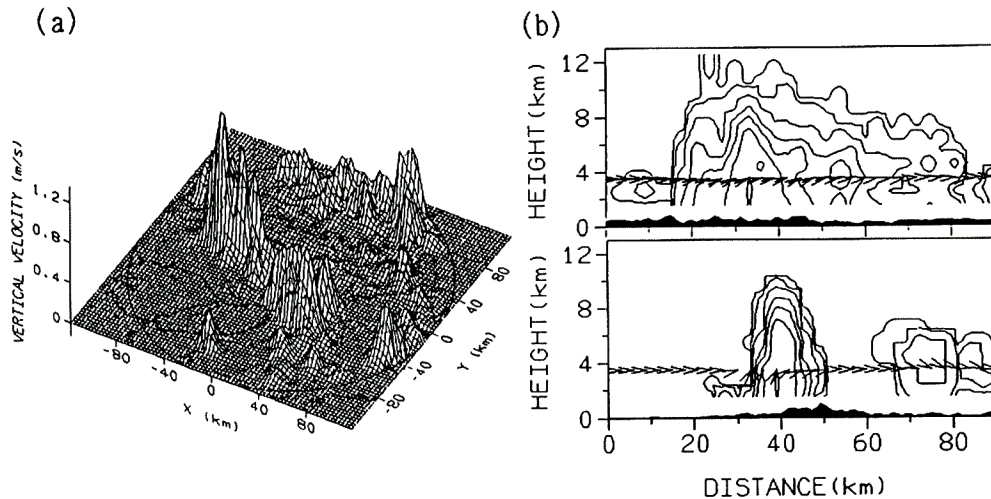 (a)
VERTICAL VELOCITY (m/s)
1.2
0.8
0.4
0
-80
-40
0
40
80
X (km)
-80
-40
0
40
80
Y (km)
(b)
HEIGHT(km)
12
8
4
0
HEIGHT(km)
12
8
4
0
0 20 40 60 80
DISTANCE(km)